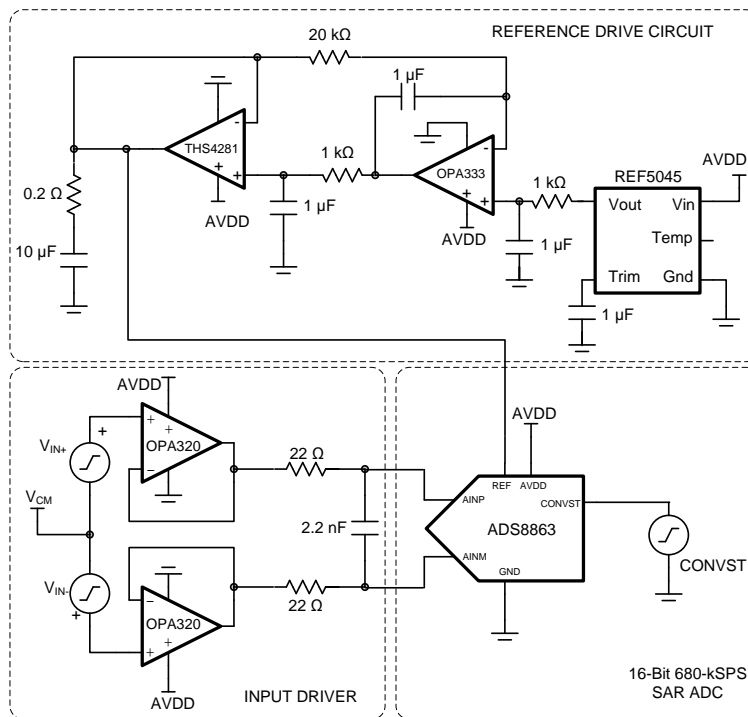 REFERENCE DRIVE CIRCUIT
20 kΩ
1 µF
THS4281
-
+
+
AVDD
1 kΩ
1 µF
OPA333
-
+
+
AVDD
1 kΩ
1 µF
REF5045
AVDD
Vout
Vin
Temp
Trim
Gnd
1 µF
0.2 Ω
10 µF
AVDD
VIN+
+
+
+
-
OPA320
22 Ω
VCM
2.2 nF
VIN-
+
-
+
+
OPA320
22 Ω
AVDD
INPUT DRIVER
AVDD
REF
AVDD
CONVST
AINP
ADS8863
AINM
GND
CONVST
16-Bit 680-kSPS
SAR ADC